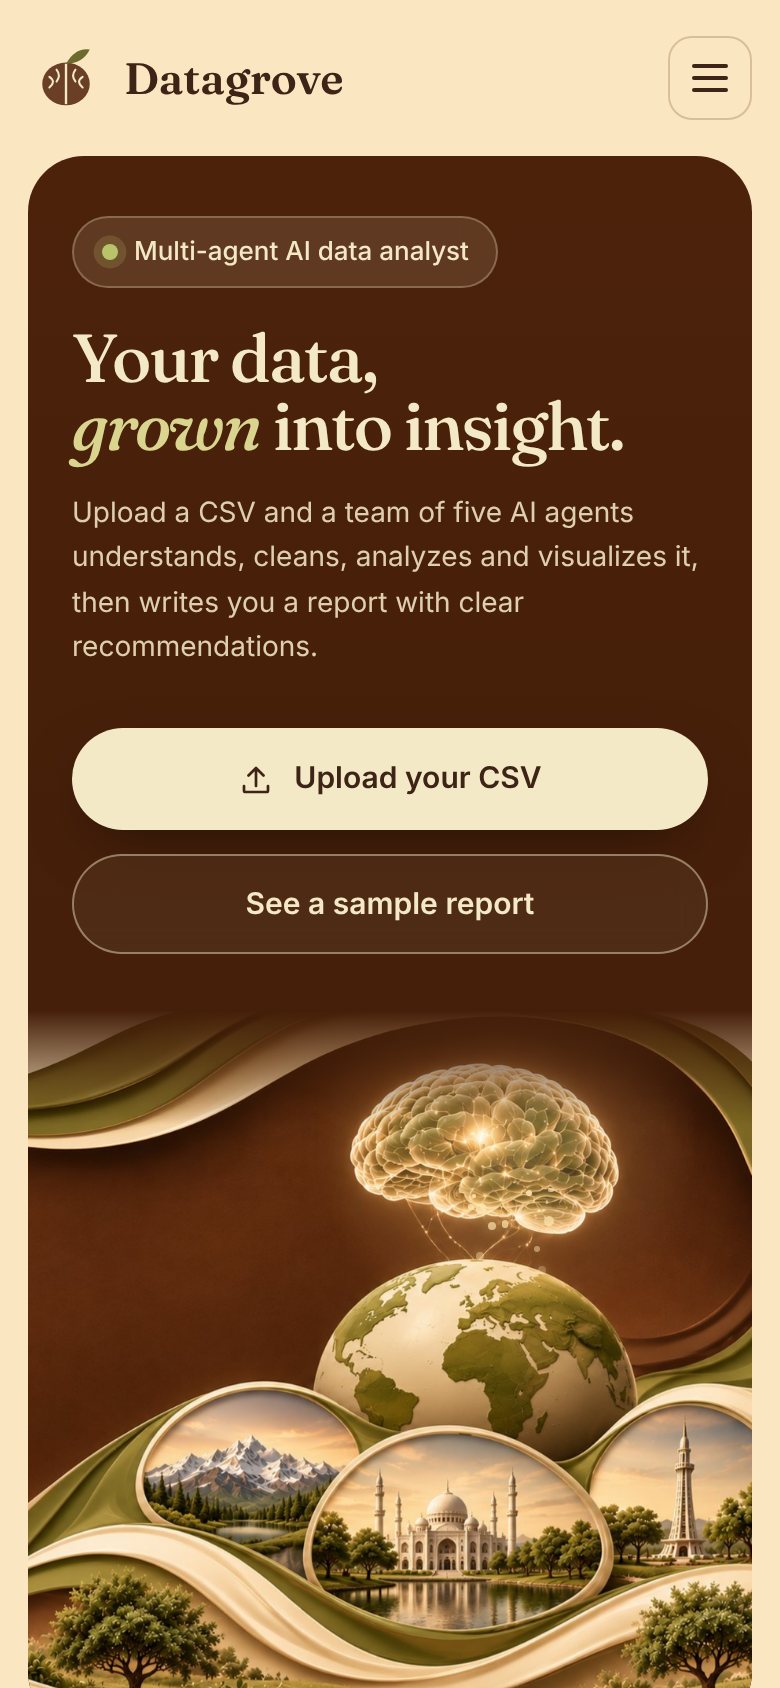 Datagrove
Multi-agent AI data analyst
Your data,
grown into insight.
Upload a CSV and a team of five AI agents
understands, cleans, analyzes and visualizes it,
then writes you a report with clear
recommendations.
Upload your CSV
See a sample report